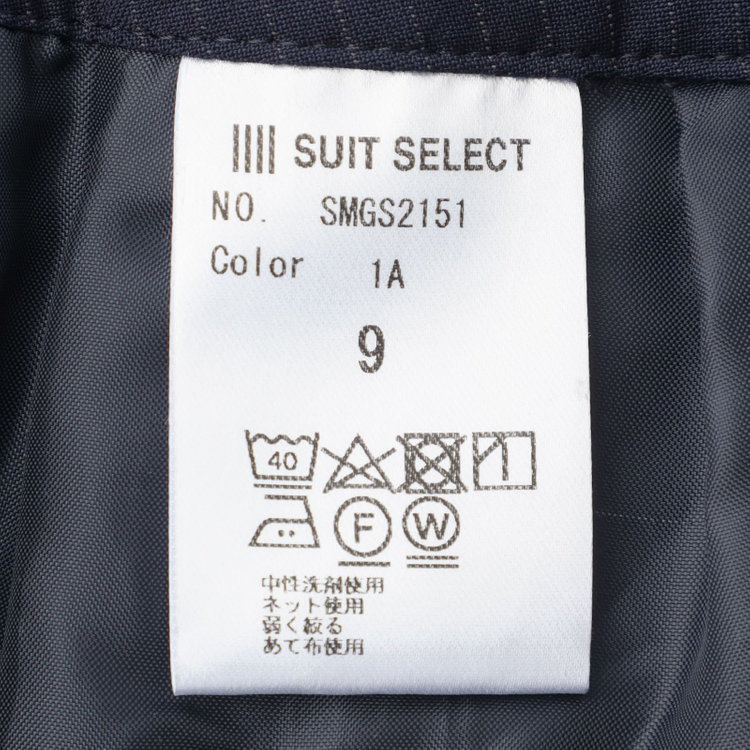 SUIT SELECT
NO. SMGS2151
Color 1A
9
40
F W
中性洗剤使用
ネット使用
弱く絞る
あて布使用